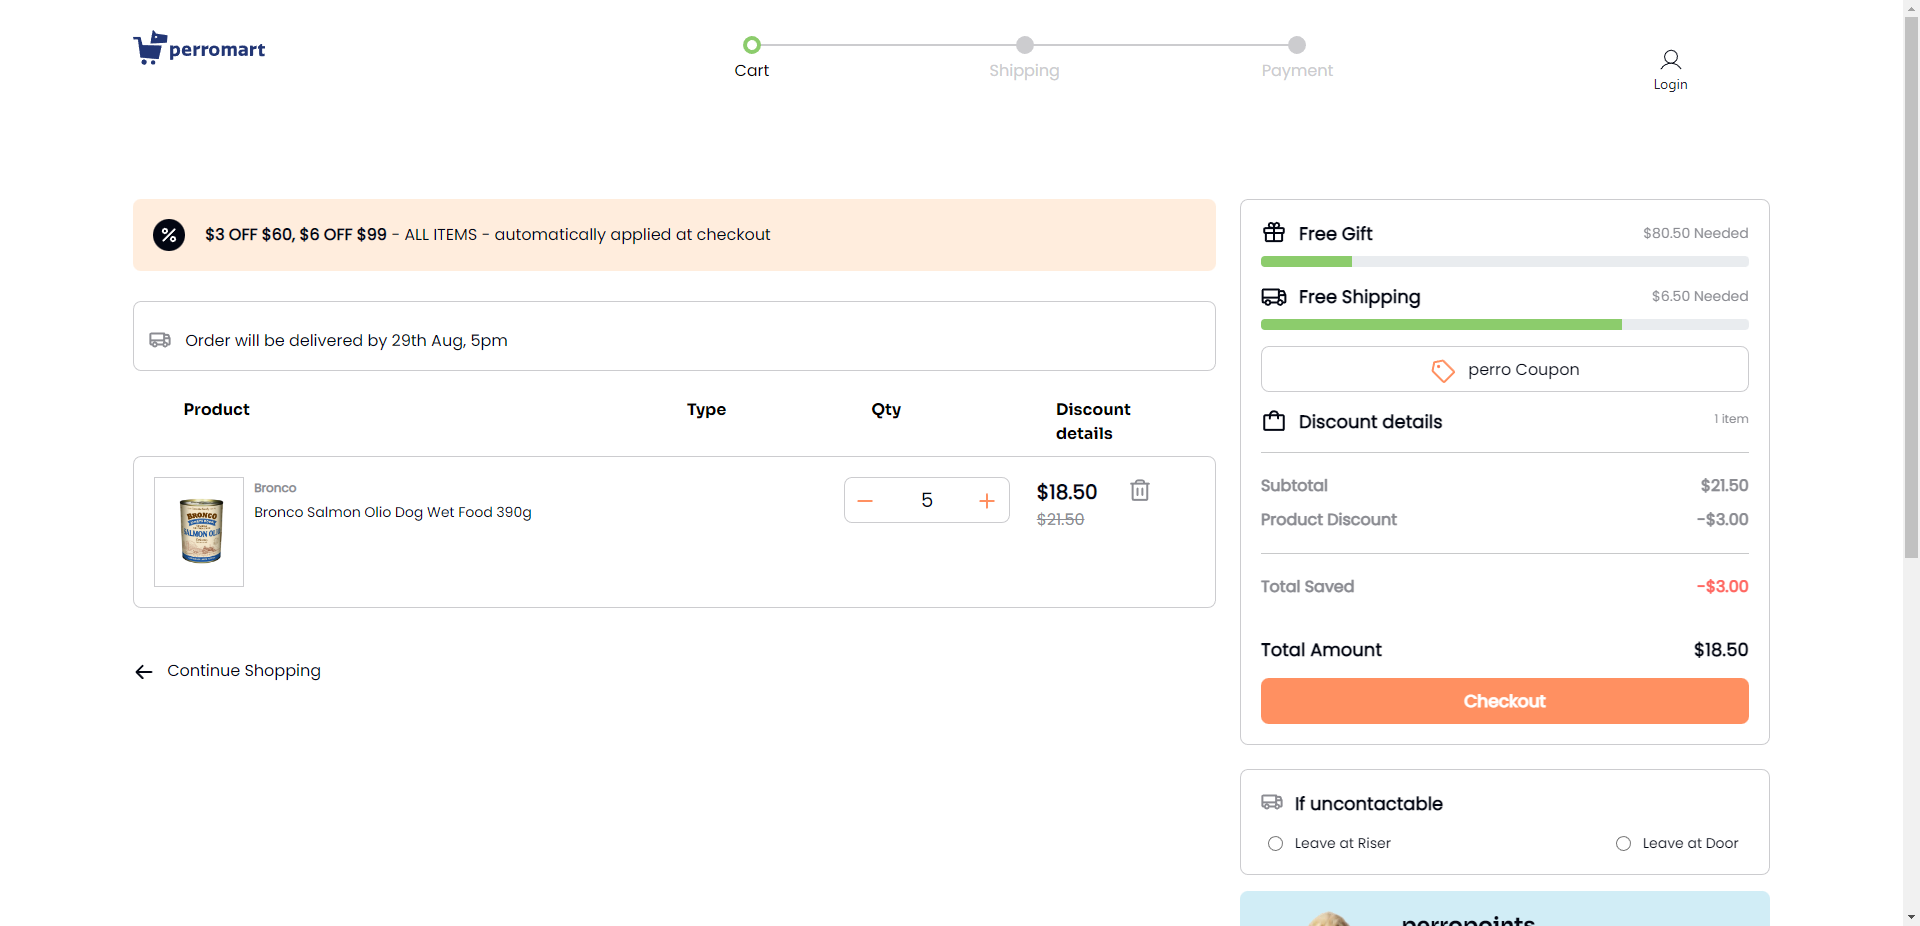 perromart
Cart
Shipping
Payment
Login
$3 OFF $60, $6 OFF $99 - ALL ITEMS - automatically applied at checkout
Order will be delivered by 29th Aug, 5pm
Product
Type
Qty
Discount
details
BRONCO
SALMON OLIO
Bronco
Bronco Salmon Olio Dog Wet Food 390g
5
$18.50
$21.50
Continue Shopping
Free Gift
$80.50 Needed
Free Shipping
$6.50 Needed
perro Coupon
Discount details
1 item
Subtotal
$21.50
Product Discount
-$3.00
Total Saved
-$3.00
Total Amount
$18.50
Checkout
If uncontactable
Leave at Riser
Leave at Door
perropoints